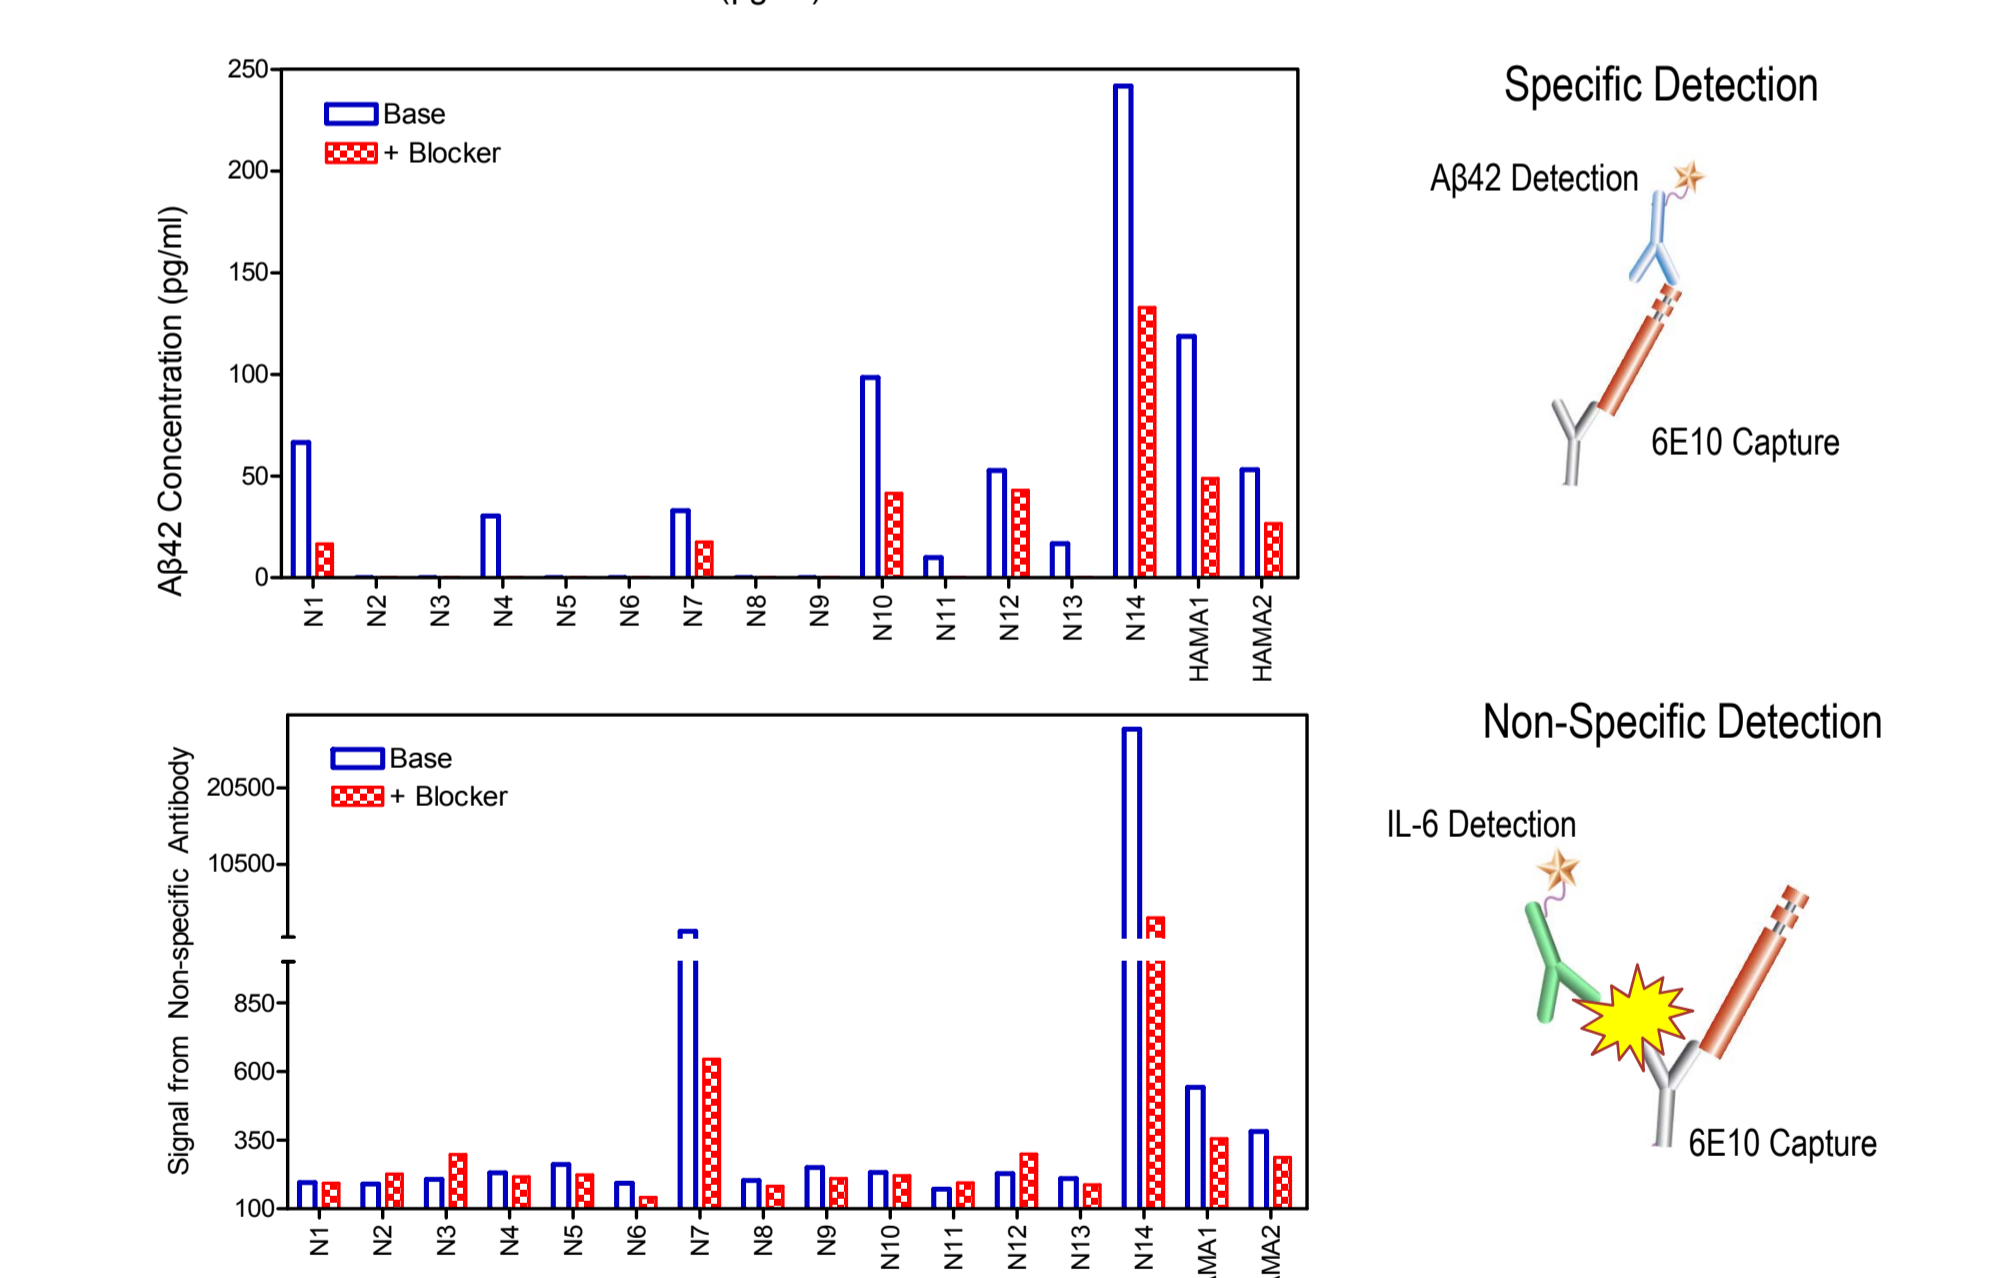 250
200
150
100
50
0
Aβ42 Concentration (pg/ml)
Base
+ Blocker
N1
N2
N3
N4
N5
N6
N7
N8
N9
N10
N11
N12
N13
N14
HAMA1
HAMA2
Specific Detection
Aβ42 Detection
6E10 Capture
20500
10500
850
600
350
100
Signal from Non-specific Antibody
Base
+ Blocker
N1
N2
N3
N4
N5
N6
N7
N8
N9
N10
N11
N12
N13
N14
AMA1
MA2
Non-Specific Detection
IL-6 Detection
6E10 Capture